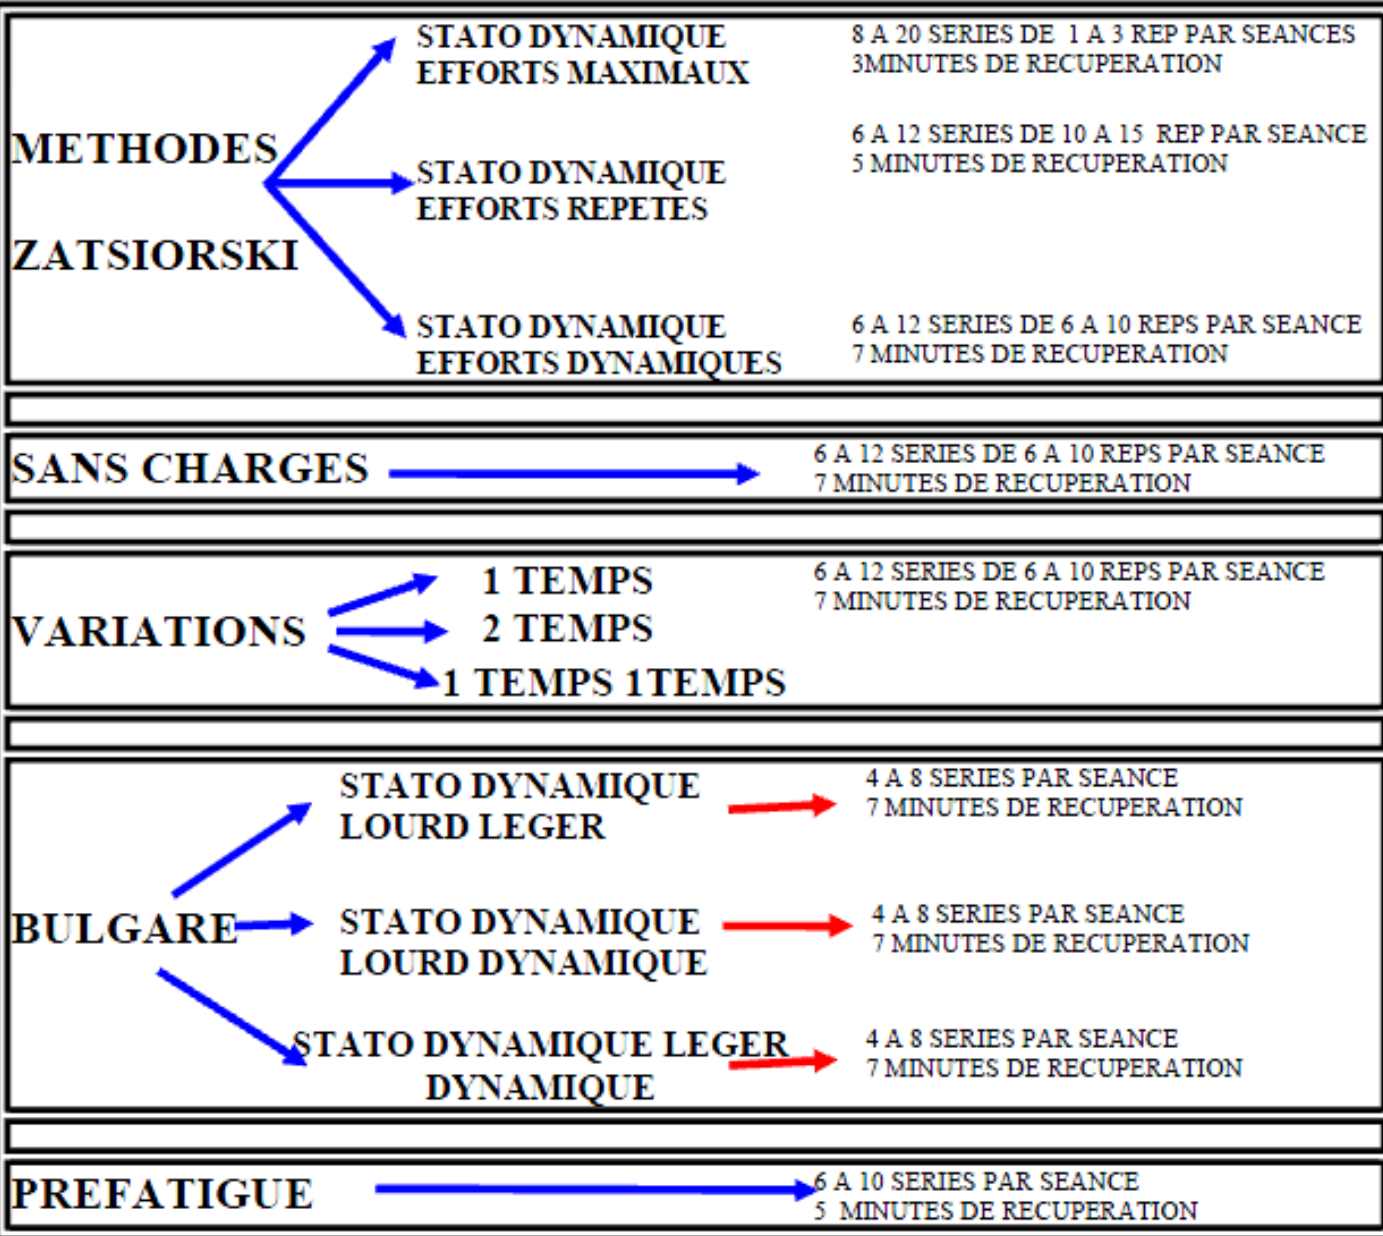 STATO DYNAMIQUE
EFFORTS MAXIMAUX
8 A 20 SERIES DE 1 A 3 REP PAR SEANCES
3MINUTES DE RECUPERATION
METHODES
ZATSIORSKI
STATO DYNAMIQUE
EFFORTS REPETES
6 A 12 SERIES DE 10 A 15 REP PAR SEANCE
5 MINUTES DE RECUPERATION
STATO DYNAMIQUE
EFFORTS DYNAMIQUES
6 A 12 SERIES DE 6 A 10 REPS PAR SEANCE
7 MINUTES DE RECUPERATION
SANS CHARGES
6 A 12 SERIES DE 6 A 10 REPS PAR SEANCE
7 MINUTES DE RECUPERATION
VARIATIONS
1 TEMPS
2 TEMPS
1 TEMPS 1TEMPS
6 A 12 SERIES DE 6 A 10 REPS PAR SEANCE
7 MINUTES DE RECUPERATION
BULGARE
STATO DYNAMIQUE
LOURD LEGER
4 A 8 SERIES PAR SEANCE
7 MINUTES DE RECUPERATION
STATO DYNAMIQUE
LOURD DYNAMIQUE
4 A 8 SERIES PAR SEANCE
7 MINUTES DE RECUPERATION
STATO DYNAMIQUE LEGER
DYNAMIQUE
4 A 8 SERIES PAR SEANCE
7 MINUTES DE RECUPERATION
PREFATIGUE
6 A 10 SERIES PAR SEANCE
5 MINUTES DE RECUPERATION